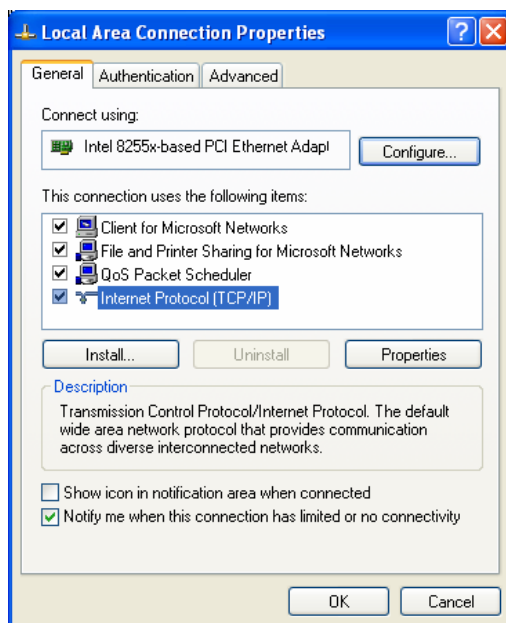 Local Area Connection Properties
General Authentication Advanced
Connect using:
Intel 8255x-based PCI Ethernet Adapt
Configure...
This connection uses the following items:
Client for Microsoft Networks
File and Printer Sharing for Microsoft Networks
QoS Packet Scheduler
Internet Protocol (TCP/IP)
Install... Uninstall Properties
Description
Transmission Control Protocol/Internet Protocol. The default
wide area network protocol that provides communication
across diverse interconnected networks.
Show icon in notification area when connected
Notify me when this connection has limited or no connectivity
OK Cancel